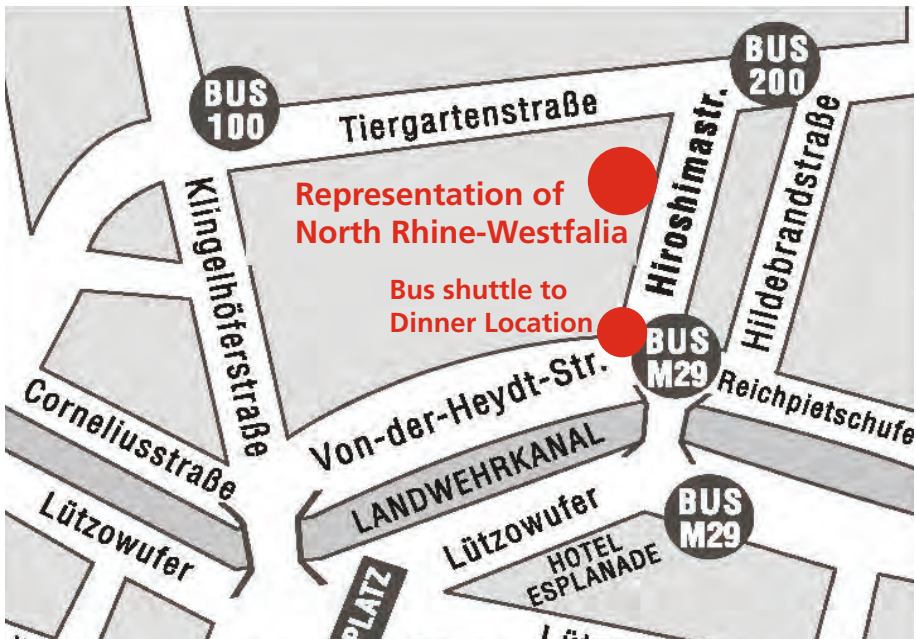 BUS
200
BUS
100
Tiergartenstraße
Hiroshimastr.
Hildebrandstraße
Representation of
North Rhine-Westfalia
Klingelhöferstraße
Bus shuttle to
Dinner Location
BUS
M29
Von-der-Heydt-Str.
Reichpietschufe
Corneliusstraße
LANDWEHRKANAL
Lützowufer
Lützowufer
BUS
M29
HOTEL
ESPLANADE
PLATZ